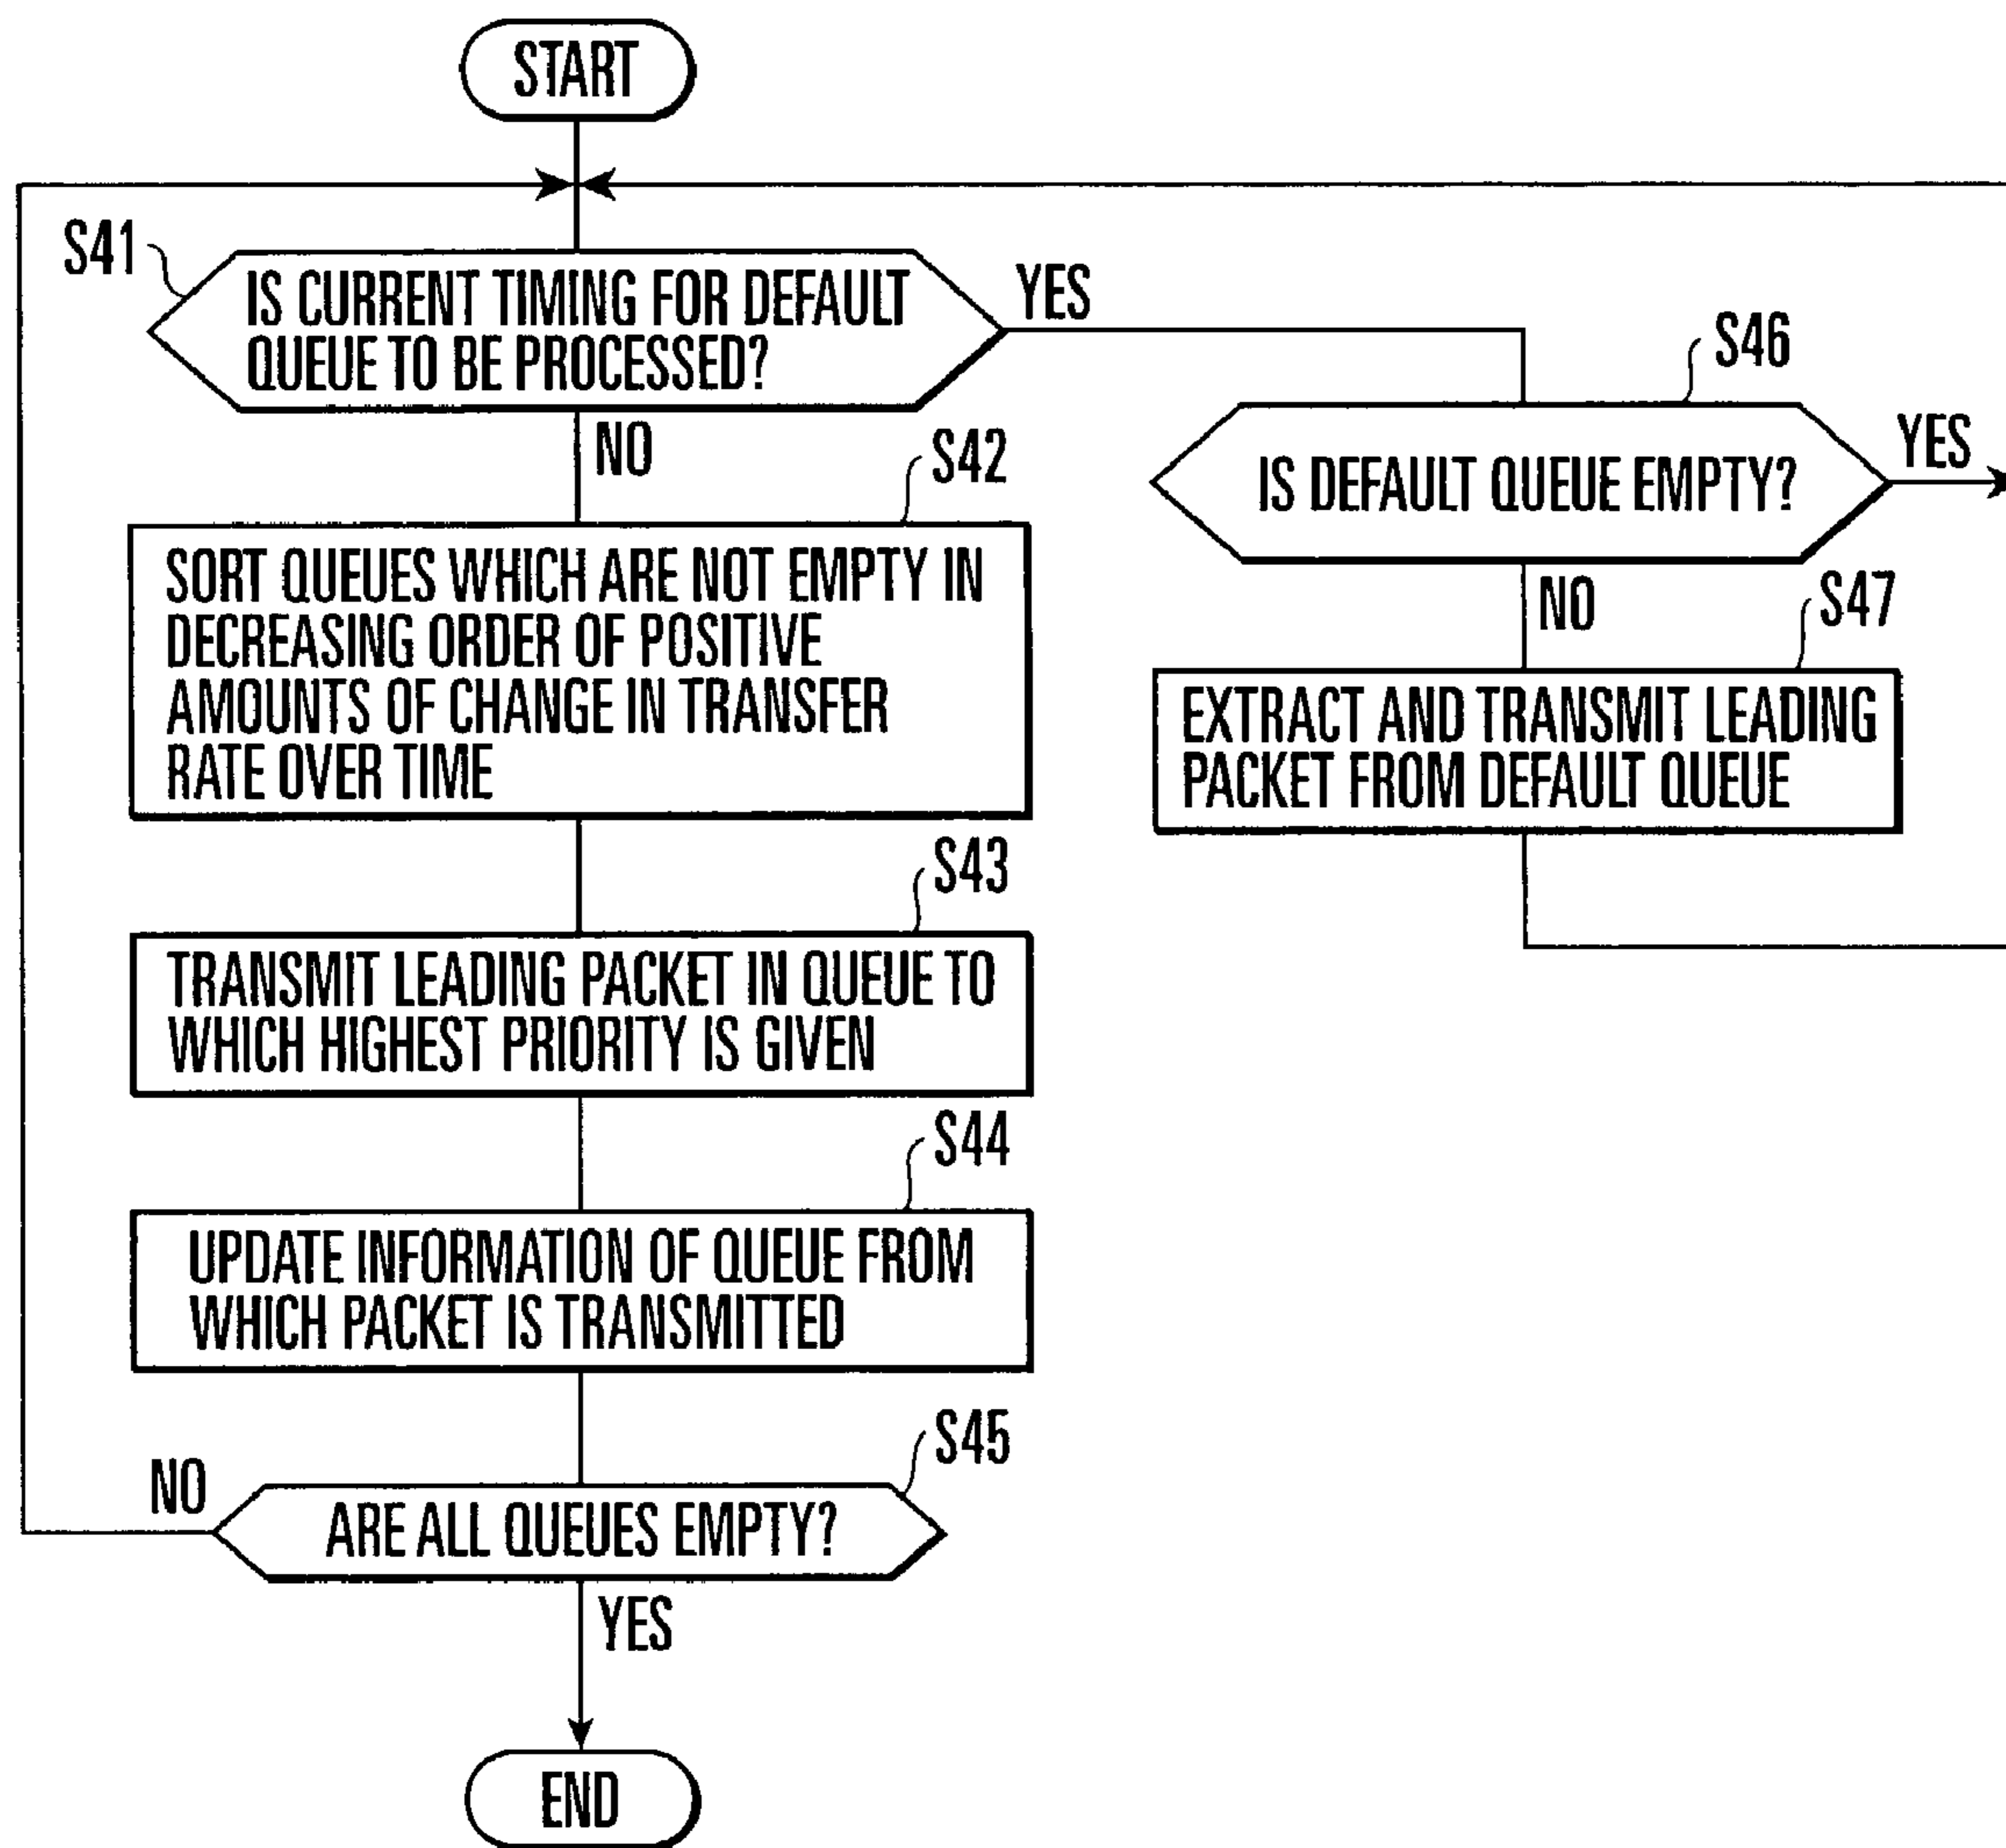 START
S41
IS CURRENT TIMING FOR DEFAULT
QUEUE TO BE PROCESSED?
YES
NO
S46
IS DEFAULT QUEUE EMPTY?
YES
NO
S42
SORT QUEUES WHICH ARE NOT EMPTY IN
DECREASING ORDER OF POSITIVE
AMOUNTS OF CHANGE IN TRANSFER
RATE OVER TIME
S47
EXTRACT AND TRANSMIT LEADING
PACKET FROM DEFAULT QUEUE
S43
TRANSMIT LEADING PACKET IN QUEUE TO
WHICH HIGHEST PRIORITY IS GIVEN
S44
UPDATE INFORMATION OF QUEUE FROM
WHICH PACKET IS TRANSMITTED
S45
NO
ARE ALL QUEUES EMPTY?
YES
END